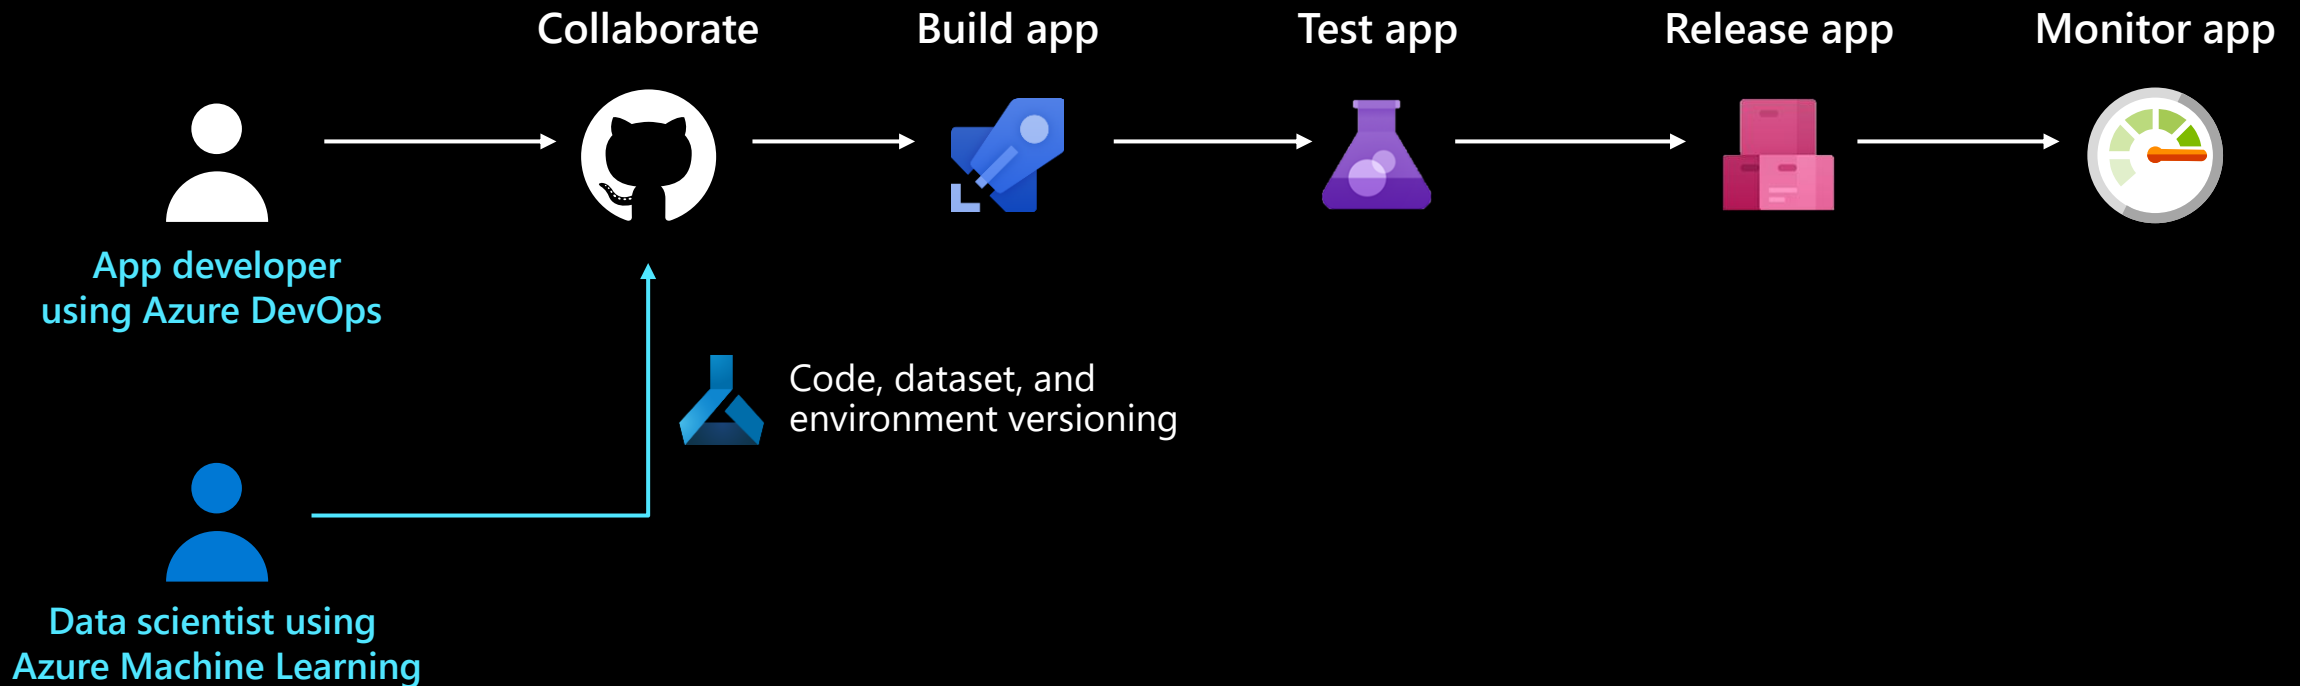 Collaborate
Build app
Test app
Release app
Monitor app
App developer
using Azure DevOps
Code, dataset, and
environment versioning
Data scientist using
Azure Machine Learning